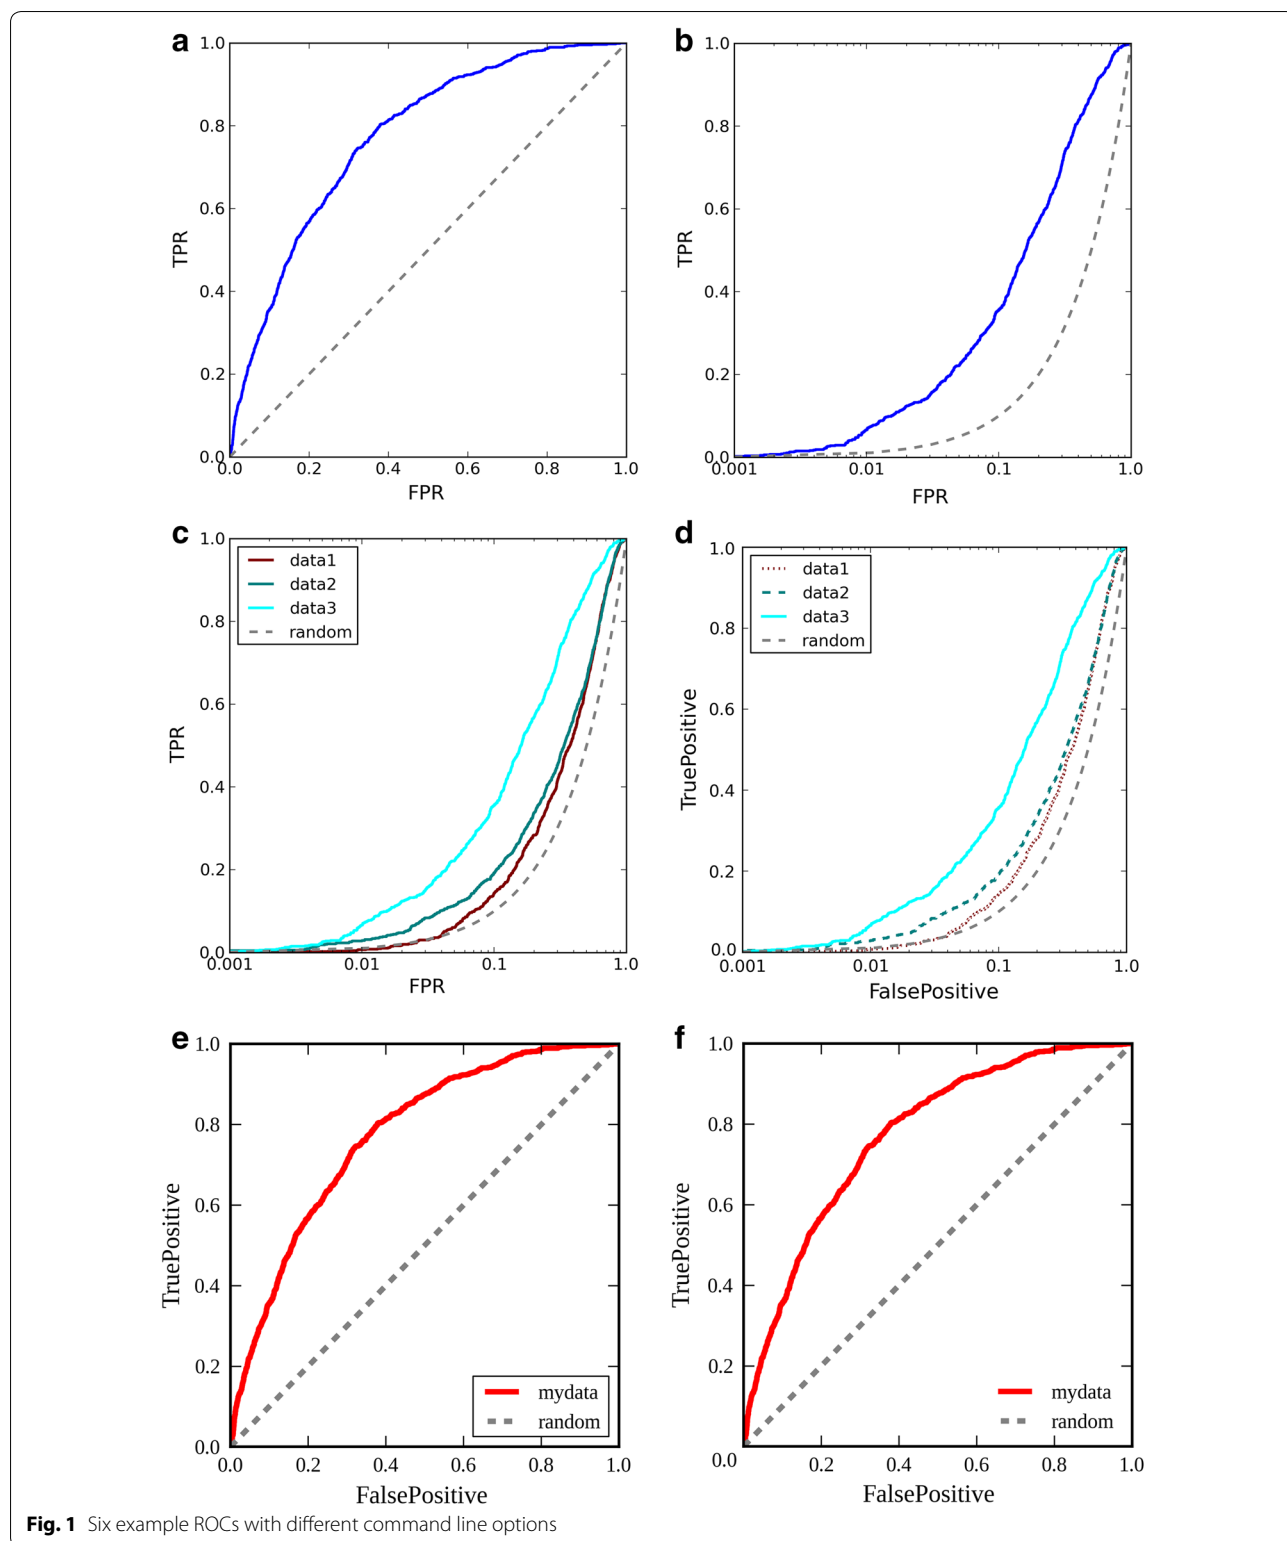 a
1.0
0.8
0.6
0.4
0.2
0.0
TPR
0.0 0.2 0.4 0.6 0.8 1.0
FPR
b
1.0
0.8
0.6
0.4
0.2
0.0
TPR
0.001 0.01 0.1 1.0
FPR
c
1.0
0.8
0.6
0.4
0.2
0.0
TPR
data1
data2
data3
random
0.001 0.01 0.1 1.0
FPR
d
1.0
0.8
0.6
0.4
0.2
0.0
TruePositive
data1
data2
data3
random
0.001 0.01 0.1 1.0
FalsePositive
e
1.0
0.8
0.6
0.4
0.2
0.0
TruePositive
mydata
random
0.0 0.2 0.4 0.6 0.8 1.0
FalsePositive
f
1.0
0.8
0.6
0.4
0.2
0.0
TruePositive
mydata
random
0.2 0.4 0.6 0.8 1.0
FalsePositive
Fig. 1 Six example ROCs with different command line options